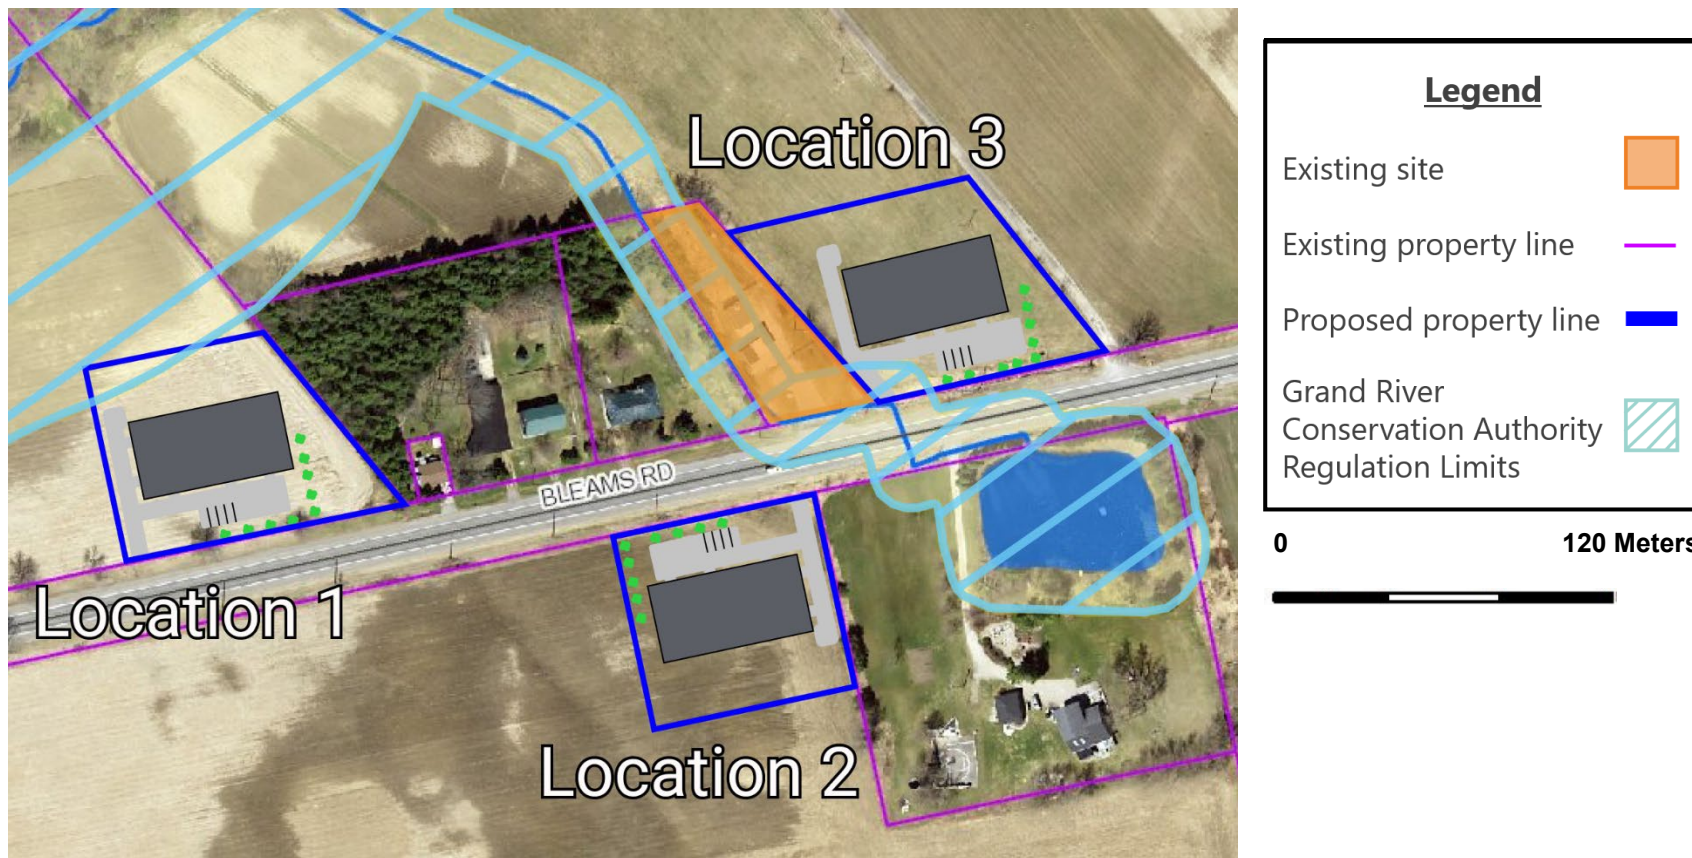 Location 3
BLEAMS RD
Location 1
Location 2
Legend
Existing site
Existing property line
Proposed property line
Grand River
Conservation Authority
Regulation Limits
0 120 Meters